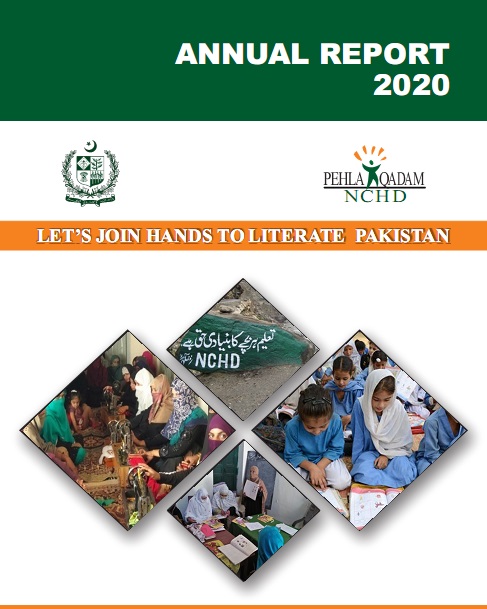 ANNUAL REPORT
2020
PEHLA QADAM
NCHD
LET'S JOIN HANDS TO LITERATE PAKISTAN
تعلیم ہر بچے کا بنیادی حق ہے
NCHD